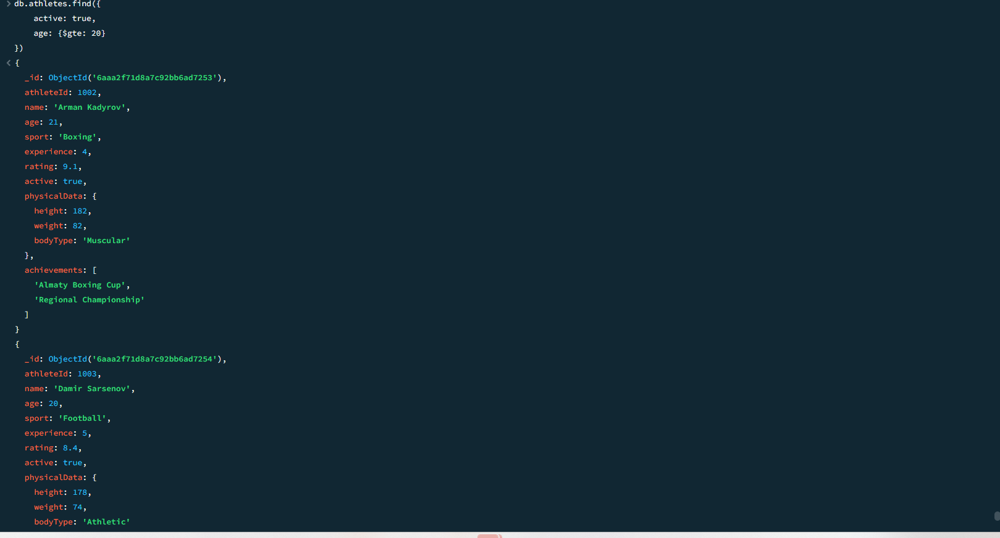 > db.athletes.find({
    active: true,
    age: {$gte: 20}
})
< {
  _id: ObjectId('6aaa2f71d8a7c92bb6ad7253'),
  athleteId: 1002,
  name: 'Arman Kadyrov',
  age: 21,
  sport: 'Boxing',
  experience: 4,
  rating: 9.1,
  active: true,
  physicalData: {
    height: 182,
    weight: 82,
    bodyType: 'Muscular'
  },
  achievements: [
    'Almaty Boxing Cup',
    'Regional Championship'
  ]
}
{
  _id: ObjectId('6aaa2f71d8a7c92bb6ad7254'),
  athleteId: 1003,
  name: 'Damir Sarsenov',
  age: 20,
  sport: 'Football',
  experience: 5,
  rating: 8.4,
  active: true,
  physicalData: {
    height: 178,
    weight: 74,
    bodyType: 'Athletic'